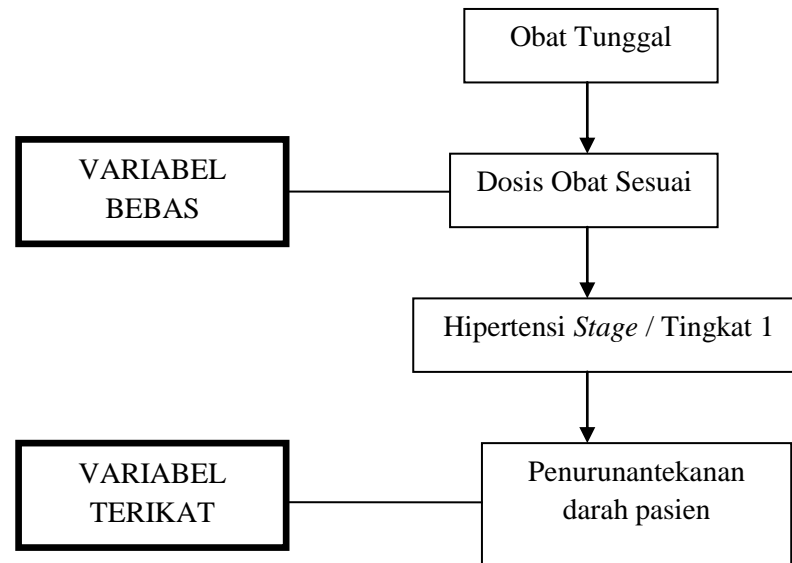 Obat Tunggal
VARIABEL
BEBAS
Dosis Obat Sesuai
Hipertensi Stage / Tingkat 1
VARIABEL
TERIKAT
Penurunantekanan
darah pasien